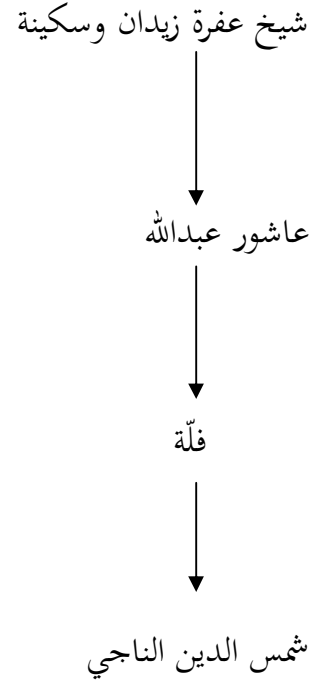 شيخ عفرة زيدان وسكينة
عاشور عبدالله
فلّة
شمس الدين الناجي